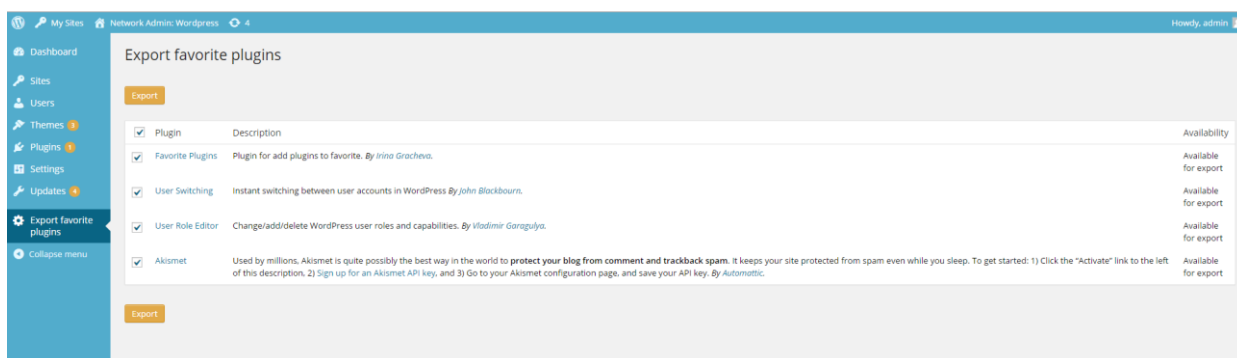 My Sites Network Admin: Wordpress 4 Howdy, admin
Dashboard
Sites
Users
Themes 3
Plugins 1
Settings
Updates 4
Export favorite
plugins
Collapse menu
Export favorite plugins
Export
Plugin Description Availability
Favorite Plugins Plugin for add plugins to favorite. By Irina Gracheva. Available
for export
User Switching Instant switching between user accounts in WordPress By John Blackbourn. Available
for export
User Role Editor Change/add/delete WordPress user roles and capabilities. By Vladimir Garagulya. Available
for export
Akismet Used by millions, Akismet is quite possibly the best way in the world to protect your blog from comment and trackback spam. It keeps your site protected from spam even while you sleep. To get started: 1) Click the "Activate" link to the left Available
of this description, 2) Sign up for an Akismet API key, and 3) Go to your Akismet configuration page, and save your API key. By Automattic. for export
Export